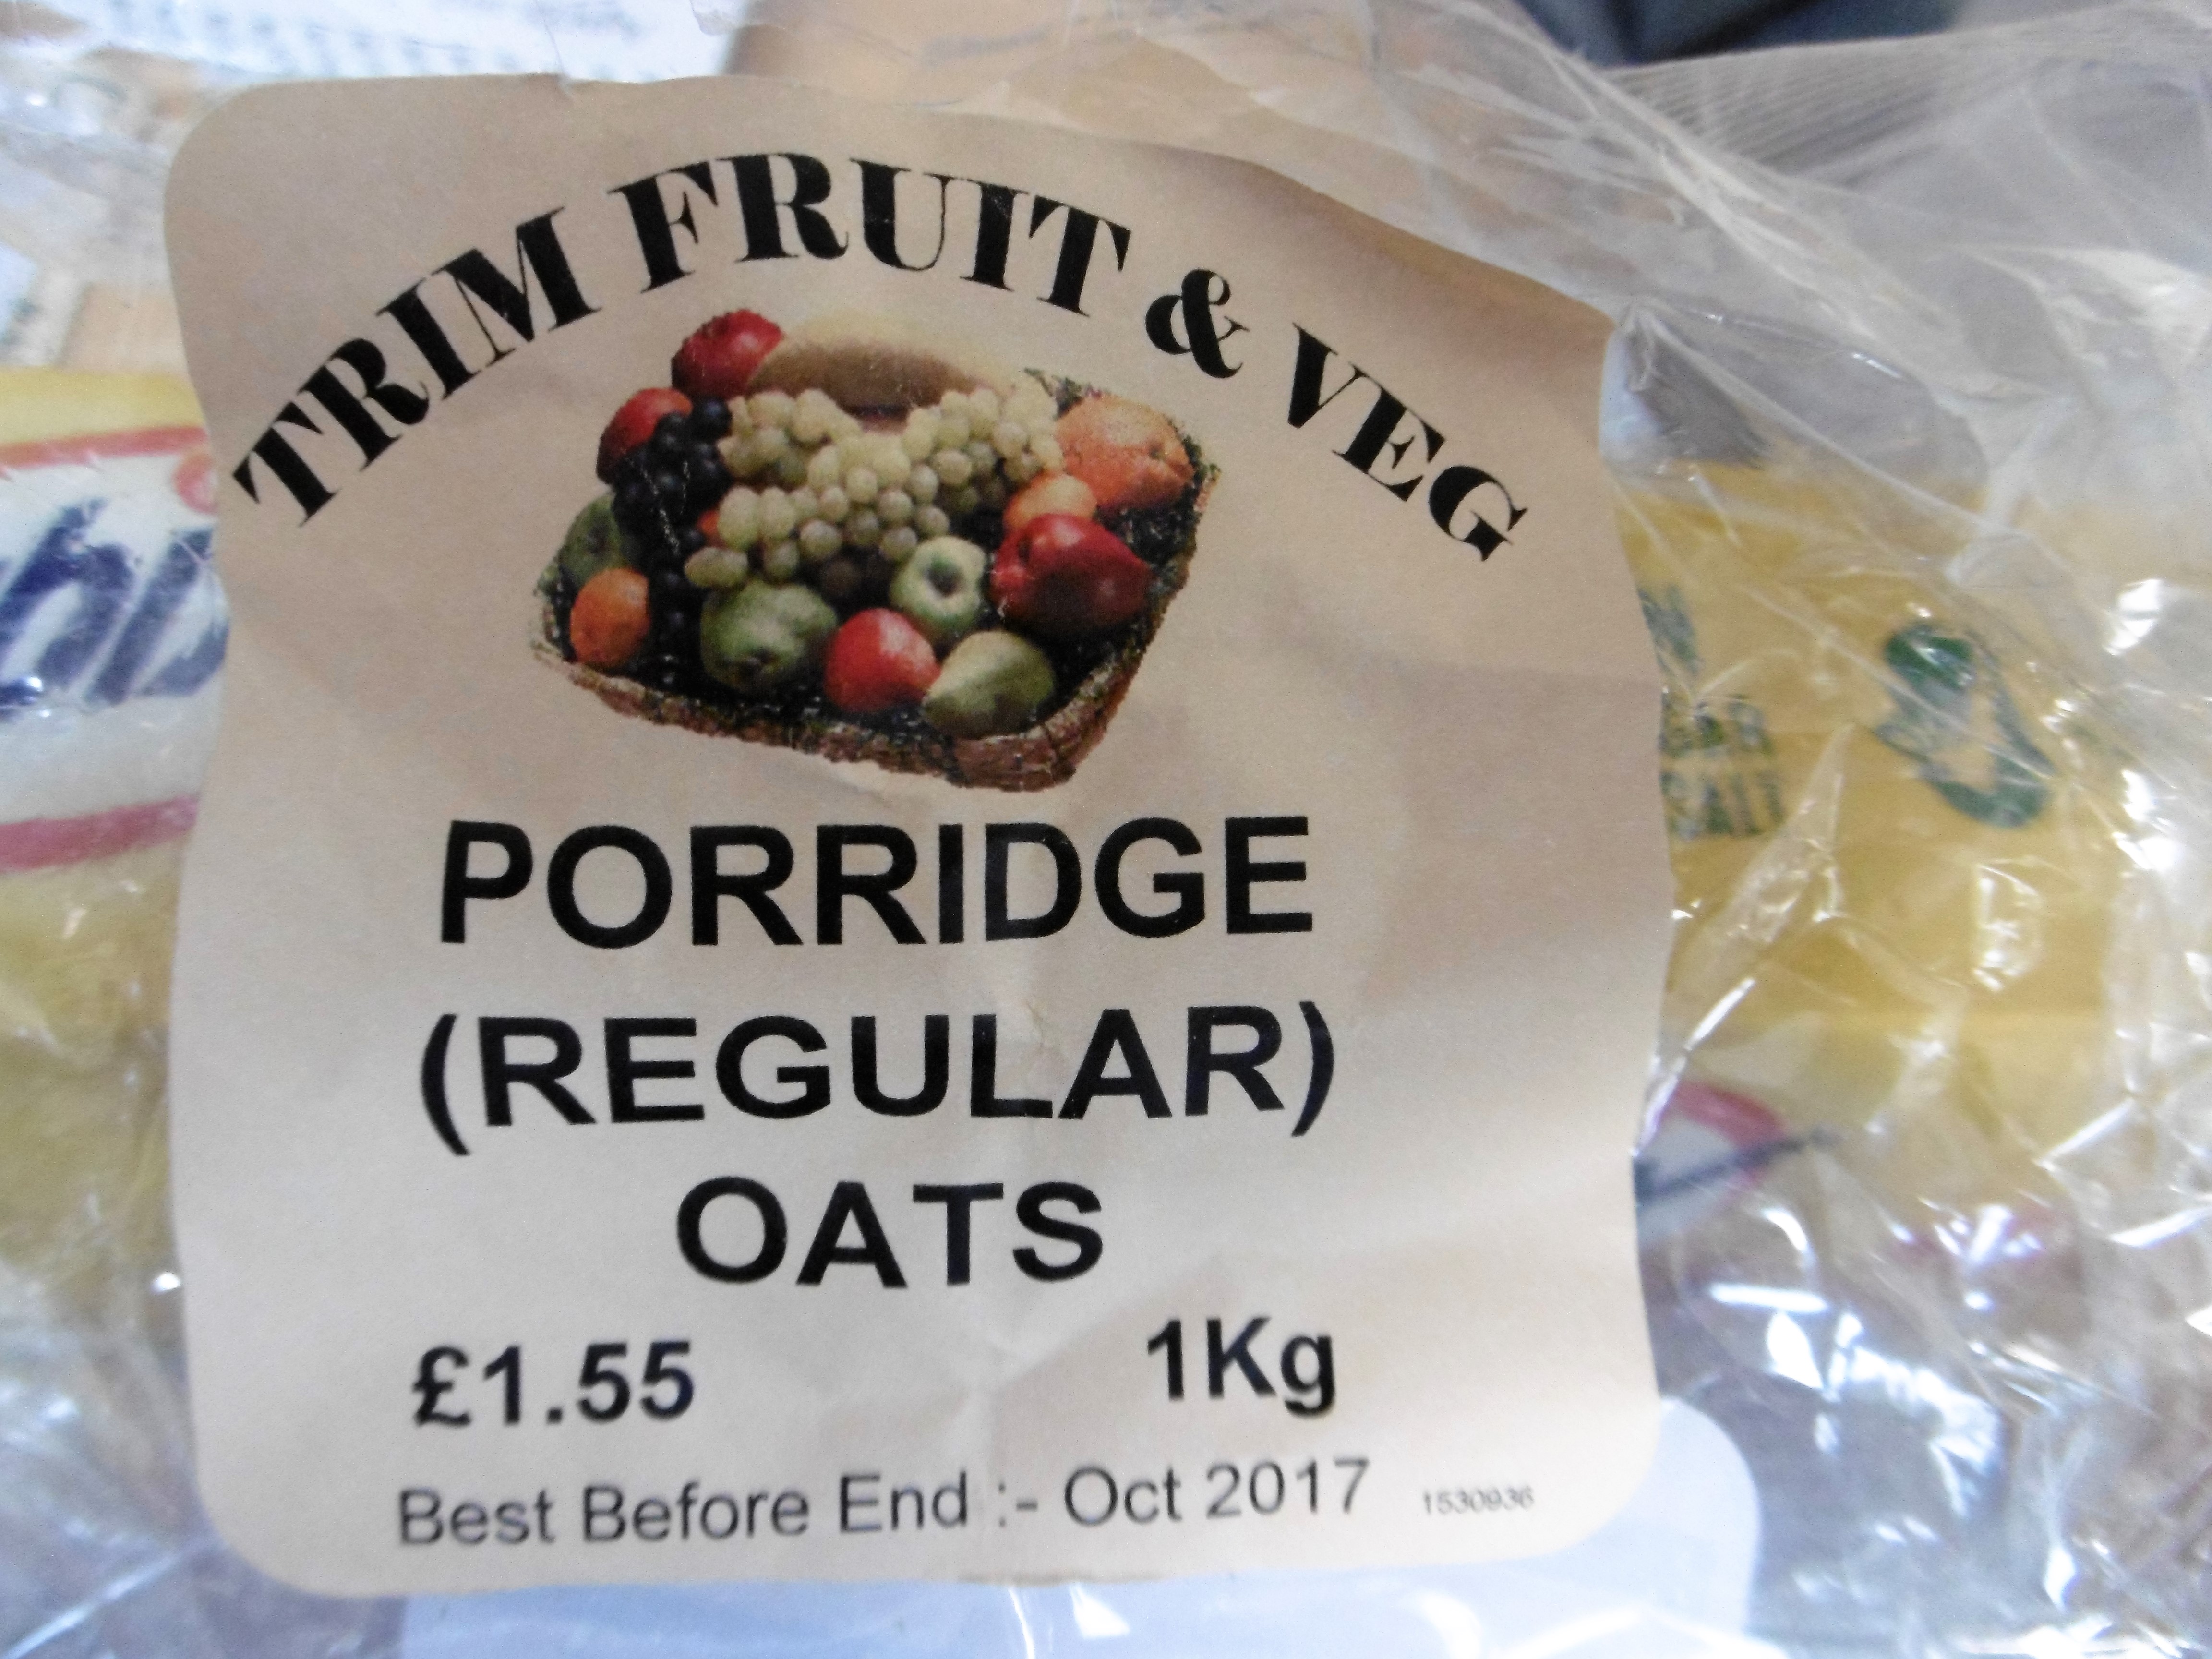 TRIM FRUIT & VEG
PORRIDGE
(REGULAR)
OATS
£1.55 1Kg
Best Before End :- Oct 2017 1530936